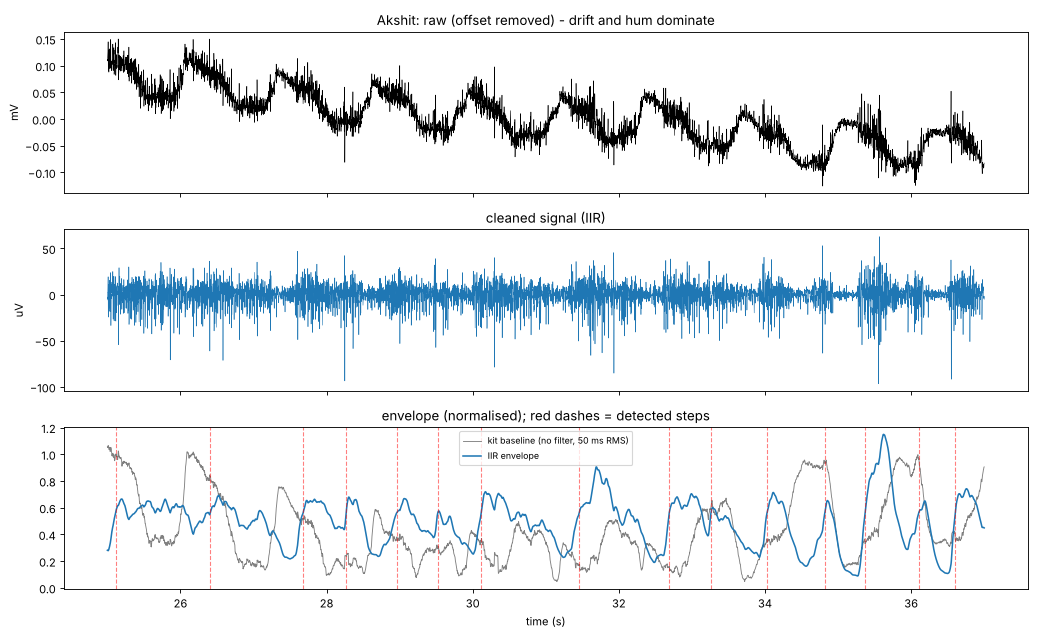 Akshit: raw (offset removed) - drift and hum dominate
0.15
0.10
0.05
0.00
−0.05
−0.10
mV
cleaned signal (IIR)
50
0
−50
−100
uV
envelope (normalised); red dashes = detected steps
1.2
1.0
0.8
0.6
0.4
0.2
0.0
kit baseline (no filter, 50 ms RMS)
IIR envelope
26 28 30 32 34 36
time (s)